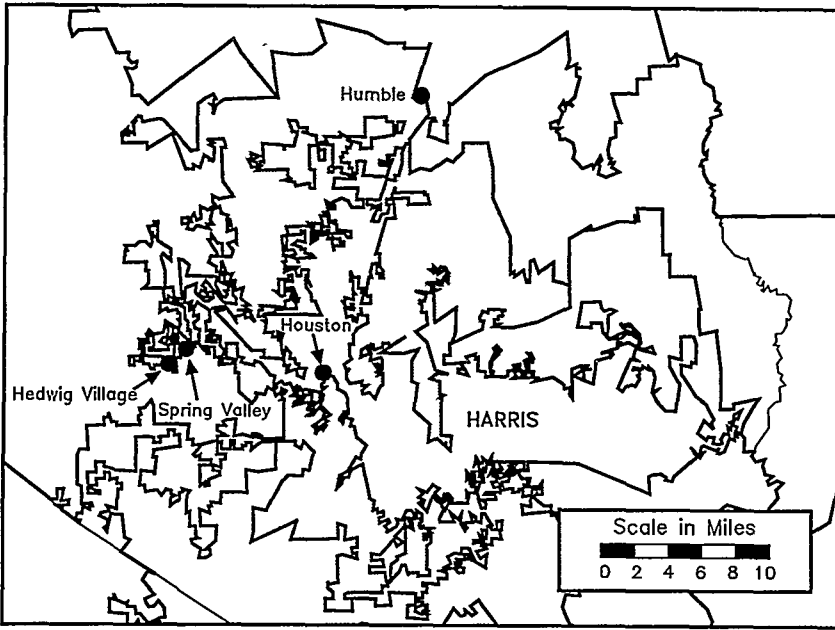 Humble
Houston
Hedwig Village
Spring Valley
HARRIS
Scale in Miles
0 2 4 6 8 10